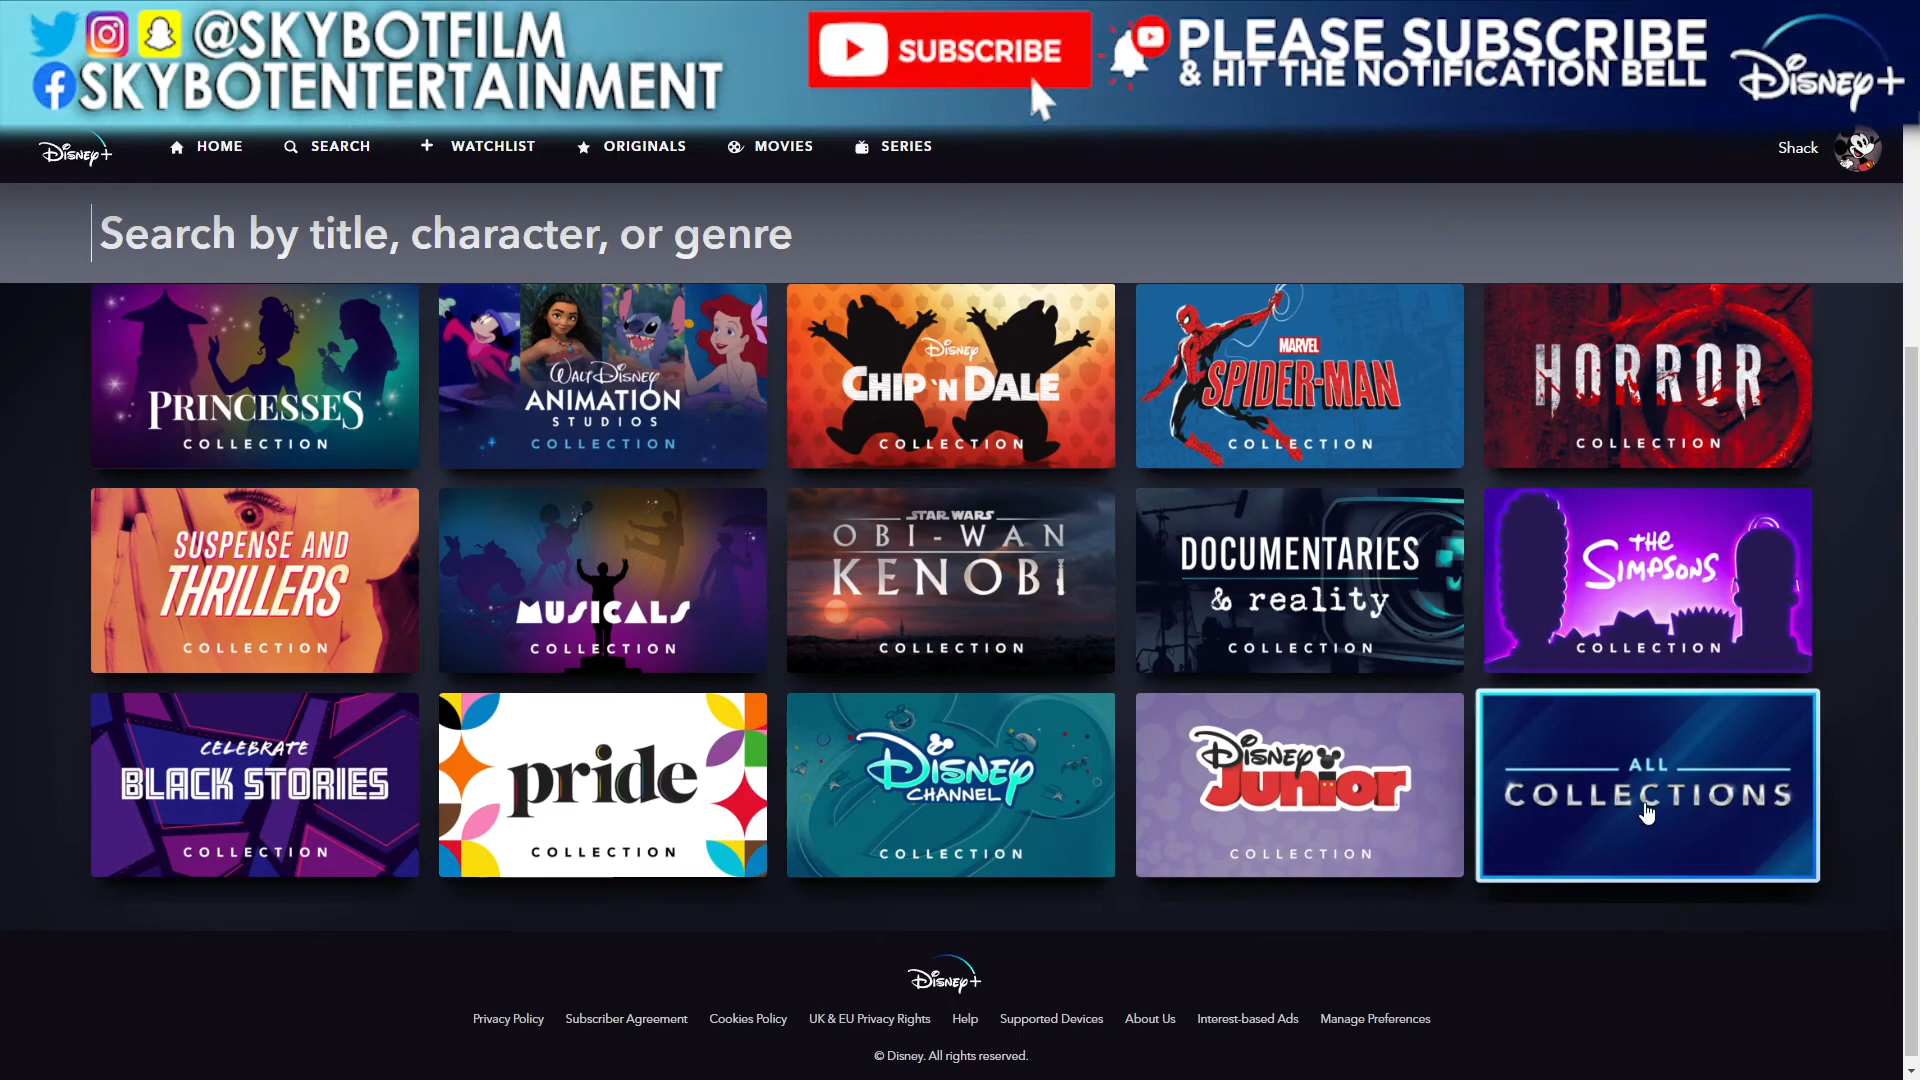 @SKYBOTFILM
SKYBOTENTERTAINMENT
SUBSCRIBE
PLEASE SUBSCRIBE
& HIT THE NOTIFICATION BELL
Disney+
Disney+
HOME
SEARCH
WATCHLIST
ORIGINALS
MOVIES
SERIES
Shack
Search by title, character, or genre
PRINCESSES
COLLECTION
WALT DISNEY
ANIMATION
STUDIOS
COLLECTION
Disney
CHIP 'N DALE
COLLECTION
MARVEL
SPIDER-MAN
COLLECTION
HORROR
COLLECTION
SUSPENSE AND
THRILLERS
COLLECTION
MUSICALS
COLLECTION
STAR WARS
OBI-WAN
KENOBI
COLLECTION
DOCUMENTARIES
& reality
COLLECTION
THE
SIMPSONS
COLLECTION
CELEBRATE
BLACK STORIES
COLLECTION
pride
COLLECTION
Disney
CHANNEL
COLLECTION
Disney
Junior
COLLECTION
ALL
COLLECTIONS
Disney+
Privacy Policy
Subscriber Agreement
Cookies Policy
UK & EU Privacy Rights
Help
Supported Devices
About Us
Interest-based Ads
Manage Preferences
© Disney. All rights reserved.